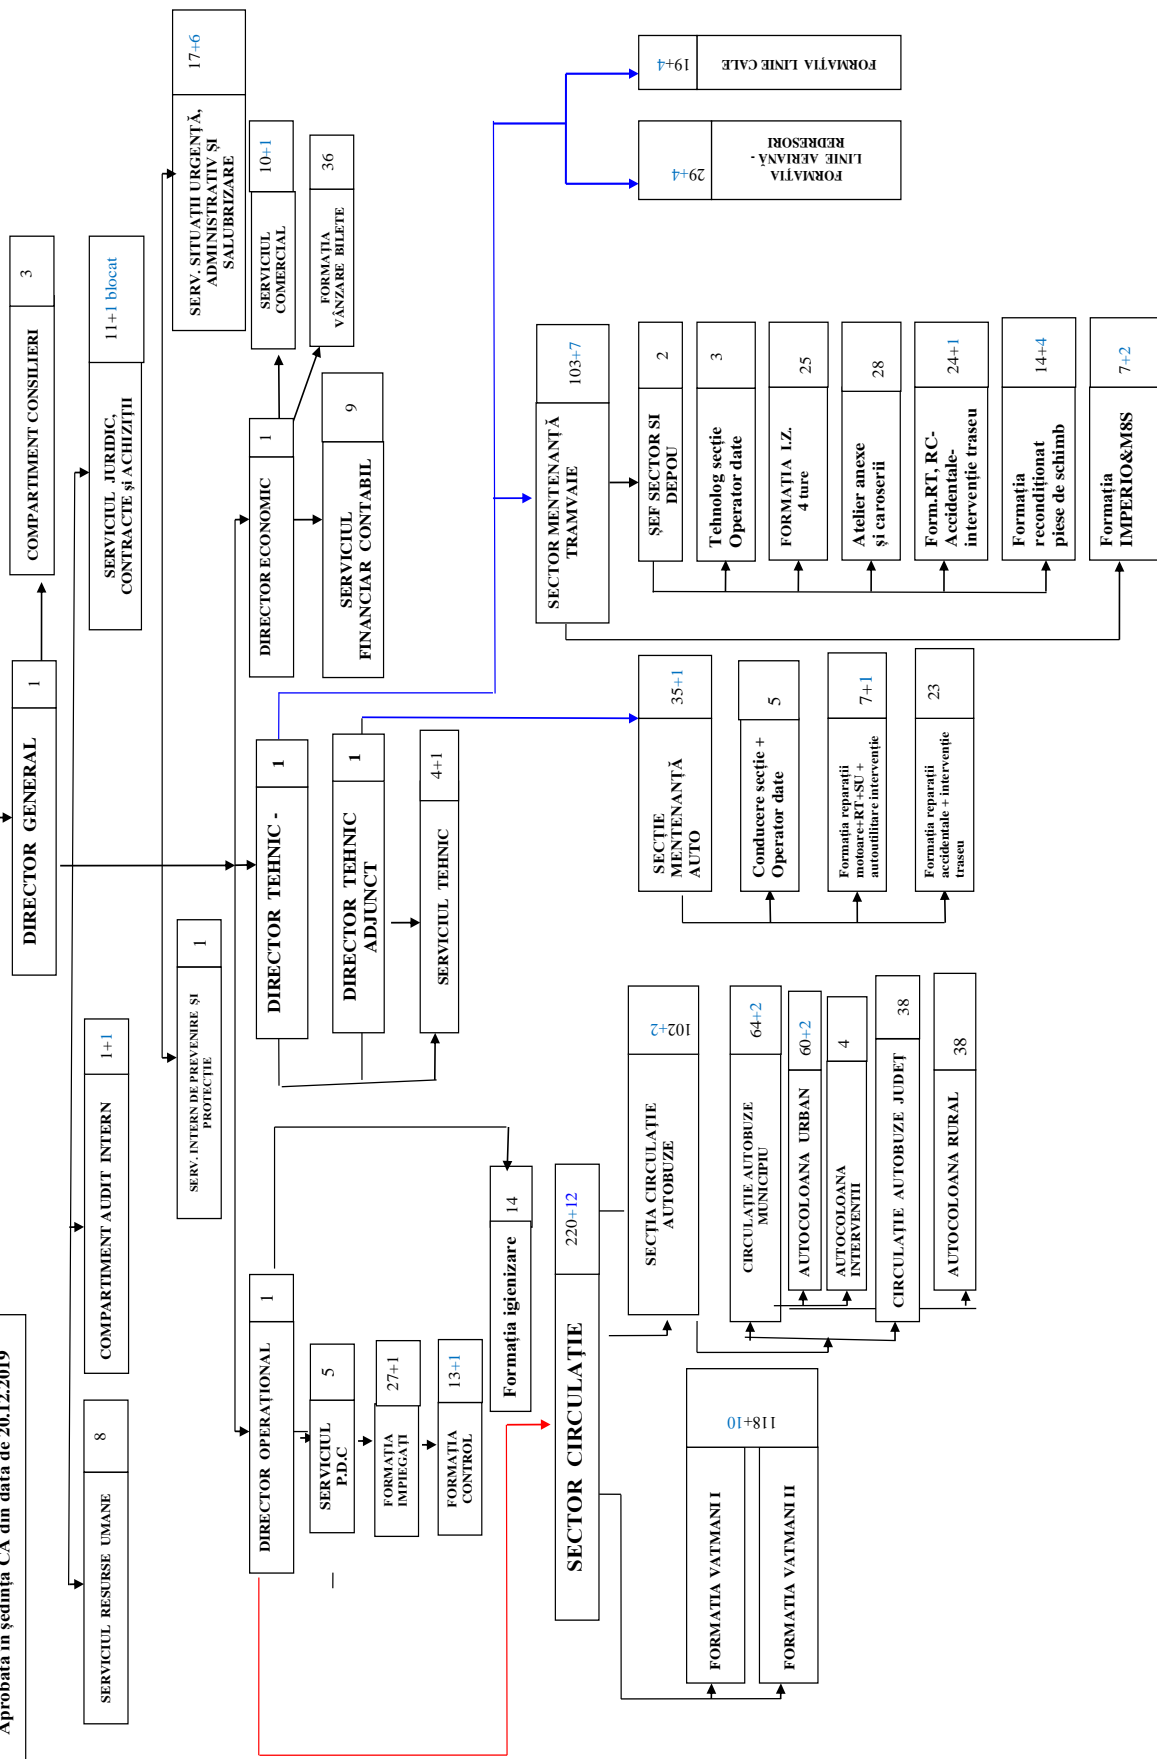 Aprobată în ședința CA din data de 20.12.2019
DIRECTOR GENERAL
1
COMPARTIMENT CONSILIERI
3
SERVICIUL RESURSE UMANE
8
COMPARTIMENT AUDIT INTERN
1+1
SERVICIUL JURIDIC,
CONTRACTE și ACHIZIȚII
11+1 blocat
SERV. INTERN DE PREVENIRE ȘI
PROTECȚIE
1
SERV. SITUAȚII URGENȚĂ,
ADMINISTRATIV ȘI
SALUBRIZARE
17+6
DIRECTOR OPERAȚIONAL
1
SERVICIUL
P.D.C
5
FORMAȚIA
IMPIEGAȚI
27+1
FORMAȚIA
CONTROL
13+1
Formația igienizare
14
DIRECTOR TEHNIC -
1
DIRECTOR TEHNIC
ADJUNCT
1
SERVICIUL TEHNIC
4+1
DIRECTOR ECONOMIC
1
SERVICIUL
COMERCIAL
10+1
FORMAȚIA
VÂNZARE BILETE
36
SERVICIUL
FINANCIAR CONTABIL
9
SECTOR CIRCULAȚIE
220+12
FORMATIA VATMANI I
FORMATIA VATMANI II
118+10
SECȚIA CIRCULAȚIE
AUTOBUZE
102+2
CIRCULAȚIE AUTOBUZE
MUNICIPIU
64+2
AUTOCOLOANA URBAN
60+2
AUTOCOLOANA
INTERVENTII
4
CIRCULAȚIE AUTOBUZE JUDEȚ
38
AUTOCOLOANA RURAL
38
SECȚIE
MENTENANȚĂ
AUTO
35+1
Conducere secție +
Operator date
5
Formația reparații
motoare+RT+SU +
autoutilitare intervenție
7+1
Formația reparații
accidentale + intervenție
traseu
23
SECTOR MENTENANȚĂ
TRAMVAIE
103+7
ȘEF SECTOR SI
DEPOU
2
Tehnolog secție
Operator date
3
FORMAȚIA I.Z.
4 ture
25
Atelier anexe
și caroserii
28
Form.RT, RC-
Accidentale-
intervenție traseu
24+1
Formația
recondiționat
piese de schimb
14+4
Formația
IMPERIO&M8S
7+2
FORMAȚIA
LINIE AERIANĂ -
REDRESORI
29+4
FORMAȚIA LINIE CALE
19+4